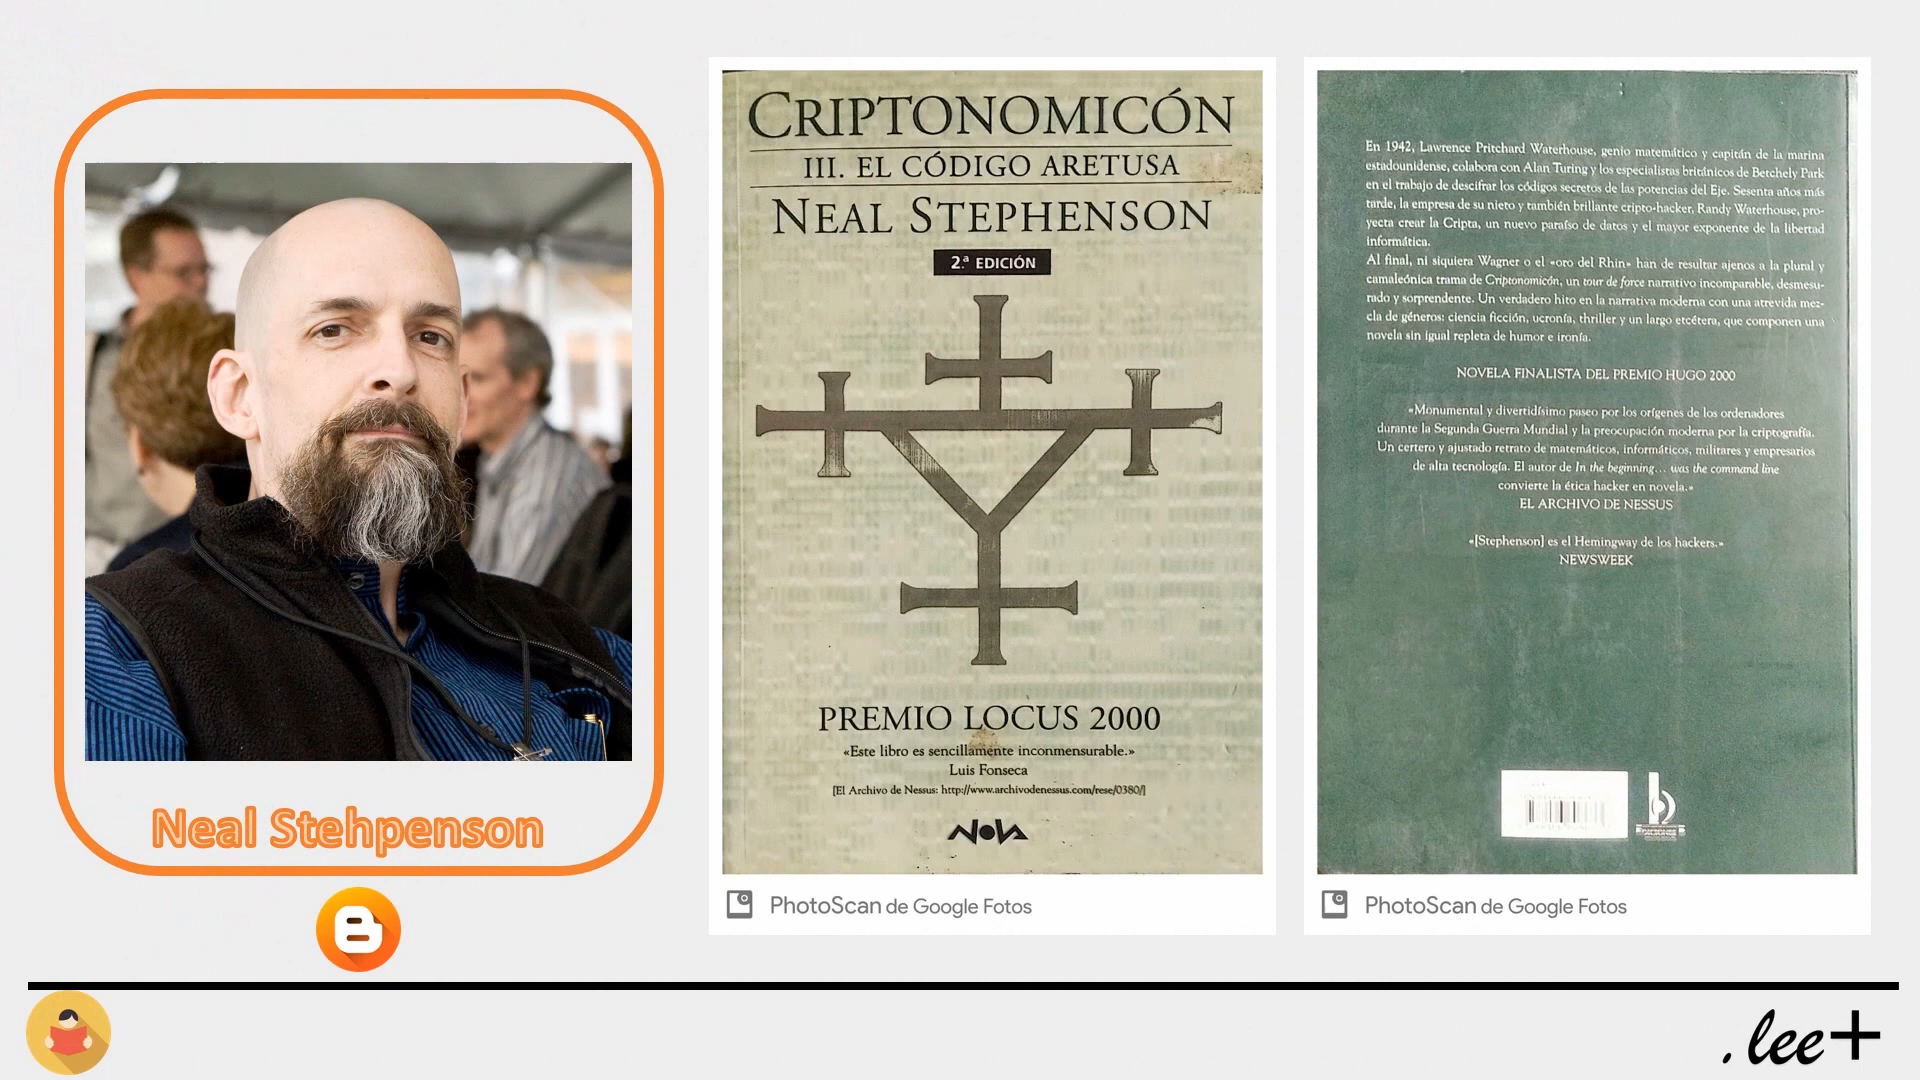 Neal Stehpenson
CRIPTONOMICÓN
III. EL CÓDIGO ARETUSA
NEAL STEPHENSON
2.ª EDICIÓN
PREMIO LOCUS 2000
«Este libro es sencillamente inconmensurable.»
Luis Fonseca
[El Archivo de Nessus: http://www.archivodenessus.com/rese/0380/]
NOVA
PhotoScan de Google Fotos
En 1942, Lawrence Pritchard Waterhouse, genio matemático y capitán de la marina
estadounidense, colabora con Alan Turing y los especialistas británicos de Betchely Park
en el trabajo de descifrar los códigos secretos de las potencias del Eje. Sesenta años más
tarde, la empresa de su nieto y también brillante cripto-hacker, Randy Waterhouse, pro-
yecta crear la Cripta, un nuevo paraíso de datos y el mayor exponente de la libertad
informática.
Al final, ni siquiera Wagner o el «oro del Rhin» han de resultar ajenos a la plural y
camaleónica trama de Criptonomicón, un tour de force narrativo incomparable, desmesu-
rado y sorprendente. Un verdadero hito en la narrativa moderna con una atrevida mez-
cla de géneros: ciencia ficción, ucronía, thriller y un largo etcétera, que componen una
novela sin igual repleta de humor e ironía.
NOVELA FINALISTA DEL PREMIO HUGO 2000
«Monumental y divertidísimo paseo por los orígenes de los ordenadores
durante la Segunda Guerra Mundial y la preocupación moderna por la criptografía.
Un certero y ajustado retrato de matemáticos, informáticos, militares y empresarios
de alta tecnología. El autor de In the beginning... was the command line
convierte la ética hacker en novela.»
EL ARCHIVO DE NESSUS
«[Stephenson] es el Hemingway de los hackers.»
NEWSWEEK
EDICIONES B
PhotoScan de Google Fotos
.lee+